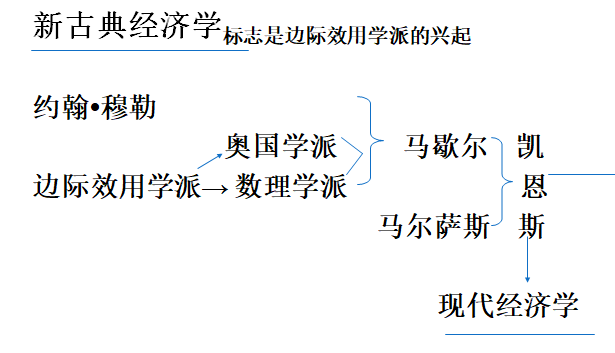 新古典经济学标志是边际效用学派的兴起
约翰•穆勒
奥国学派 马歇尔 凯
边际效用学派→数理学派 恩
马尔萨斯 斯
现代经济学